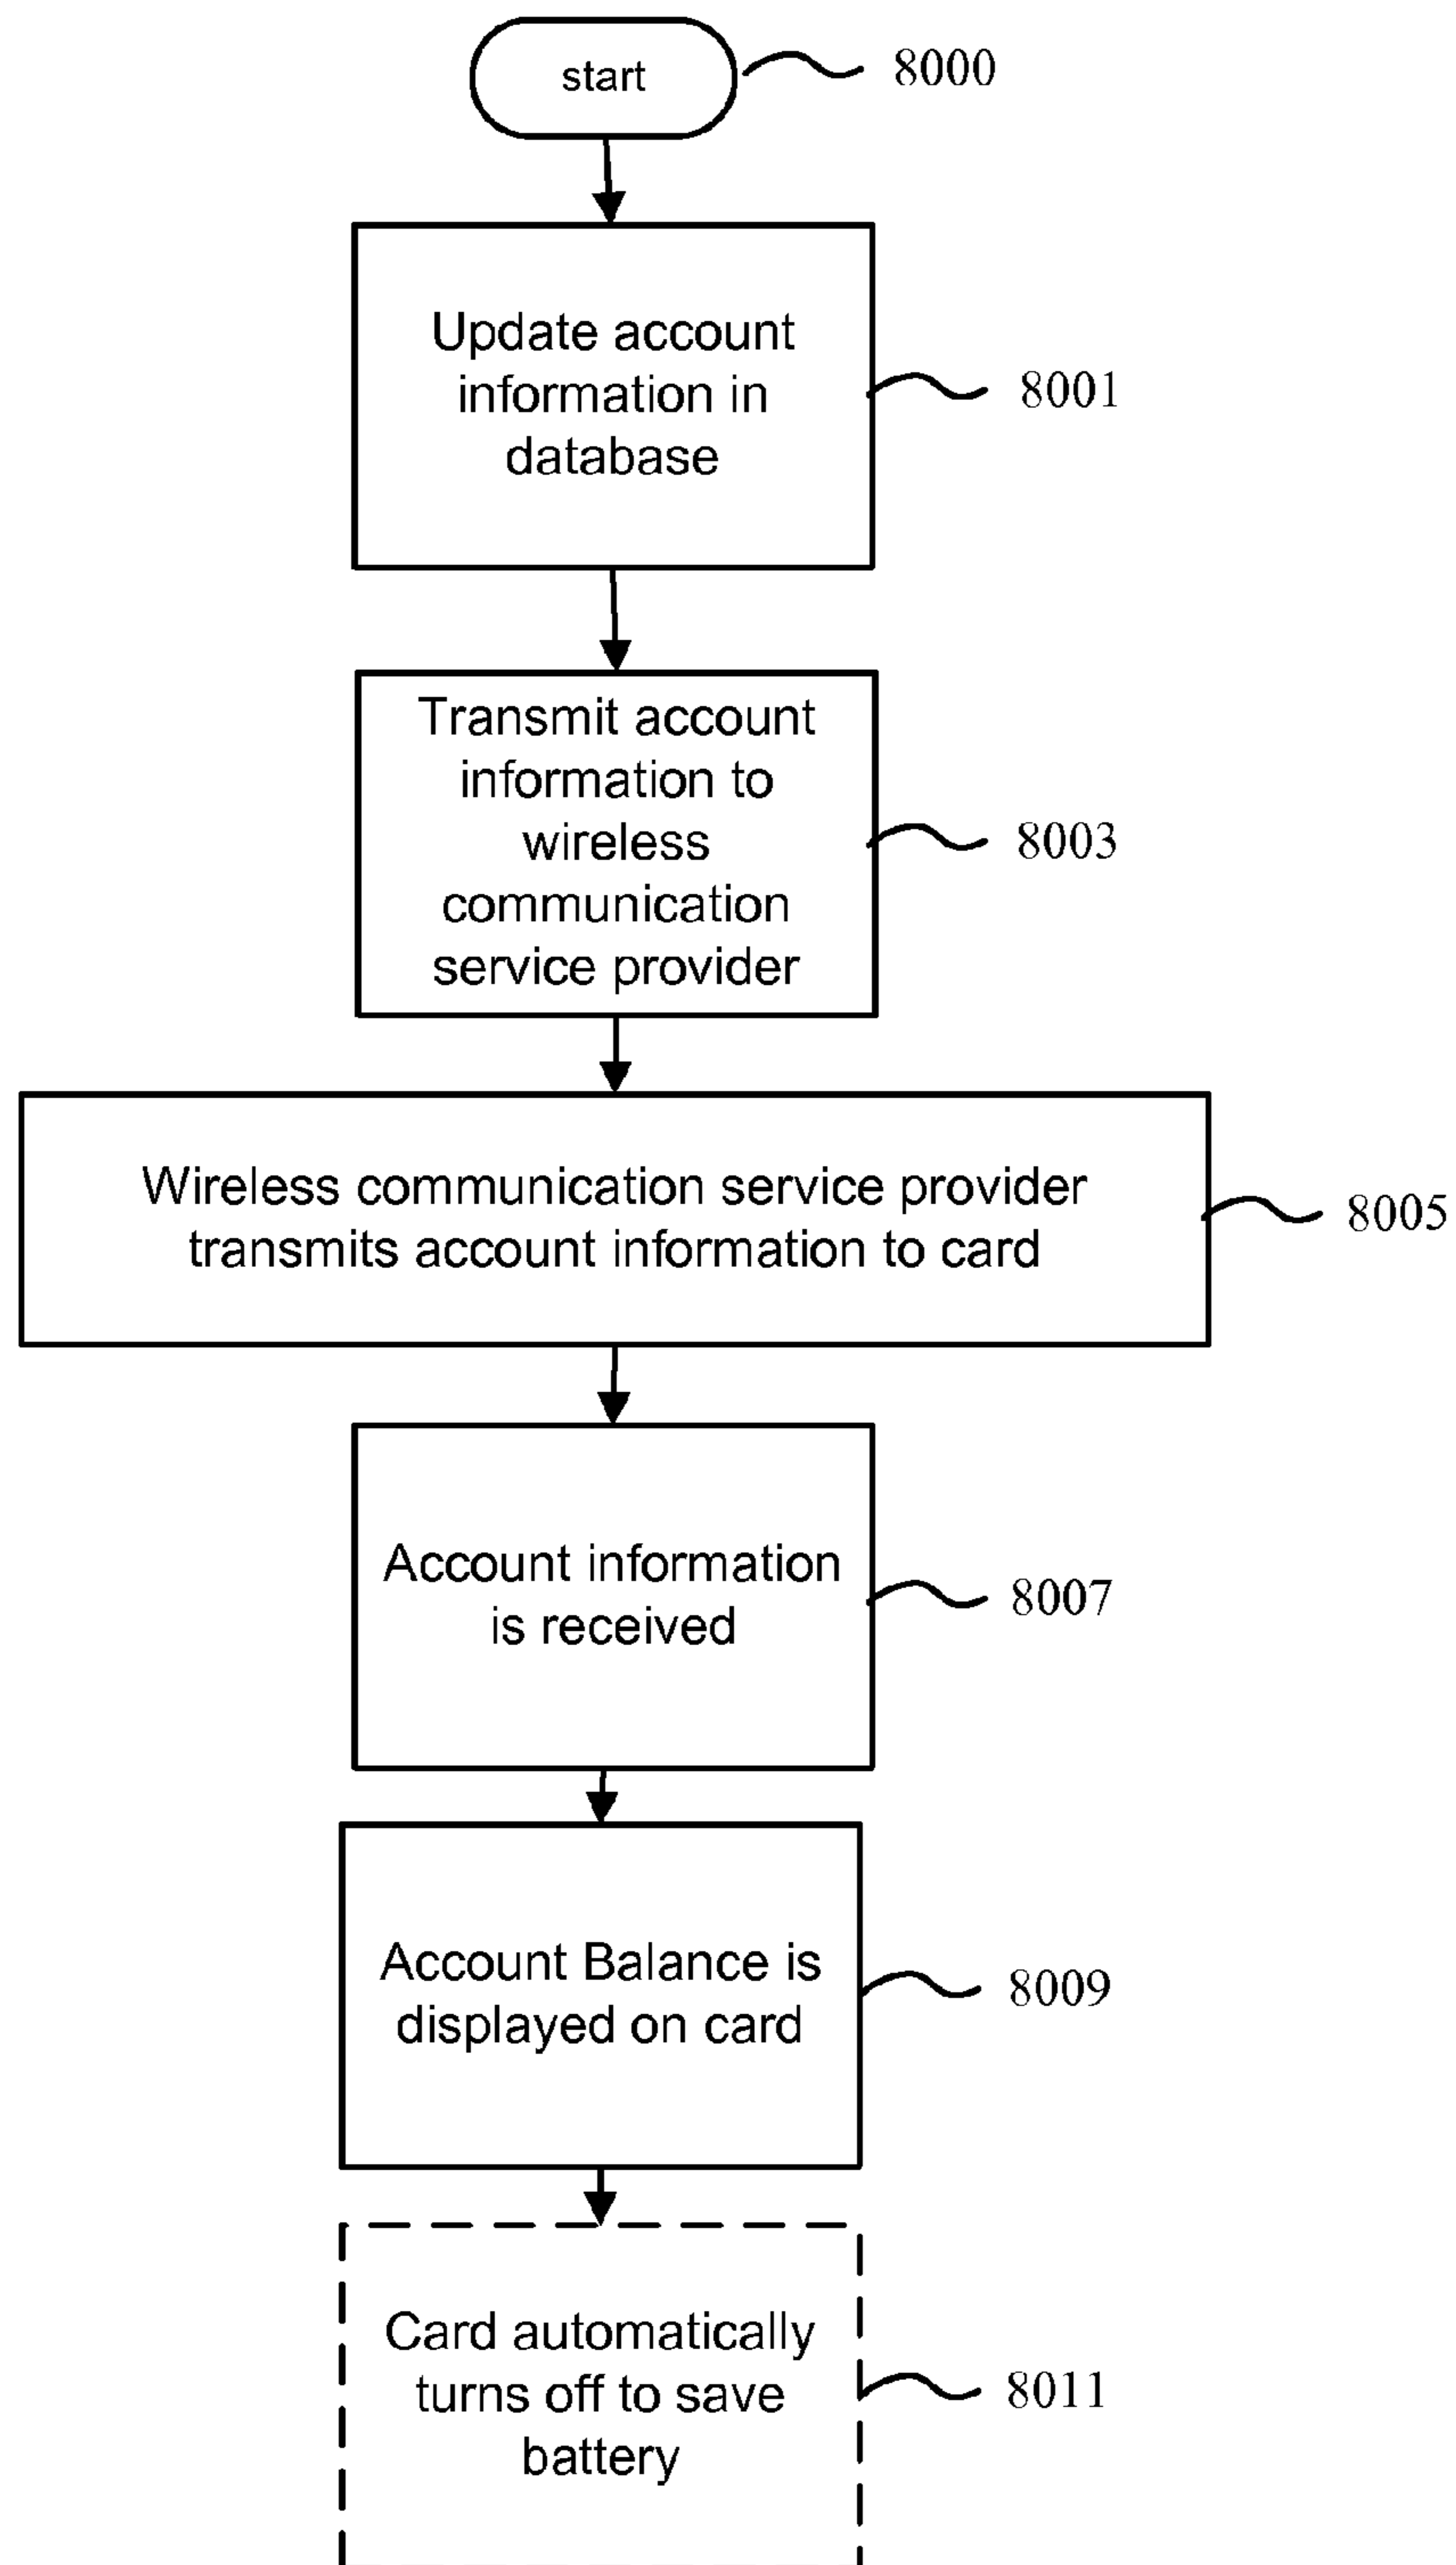 start
8000
Update account
information in
database
8001
Transmit account
information to
wireless
communication
service provider
8003
Wireless communication service provider
transmits account information to card
8005
Account information
is received
8007
Account Balance is
displayed on card
8009
Card automatically
turns off to save
battery
8011